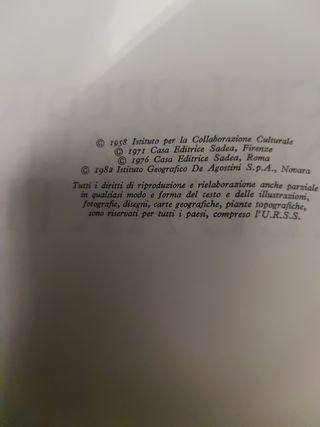 © 1958 Istituto per la Collaborazione Culturale
© 1971 Casa Editrice Sadea, Firenze
© 1976 Casa Editrice Sadea, Roma
© 1982 Istituto Geografico De Agostini S.p.A., Novara
Tutti i diritti di riproduzione e rielaborazione anche parziale
in qualsiasi modo e forma del testo e delle illustrazioni,
fotografie, disegni, carte geografiche, piante topografiche,
sono riservati per tutti i paesi, compreso l'U.R.S.S.